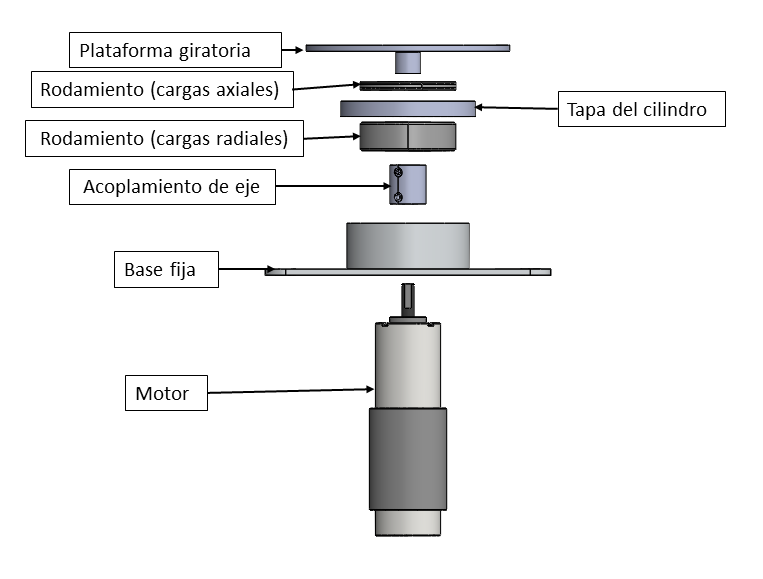 Plataforma giratoria
Rodamiento (cargas axiales)
Tapa del cilindro
Rodamiento (cargas radiales)
Acoplamiento de eje
Base fija
Motor